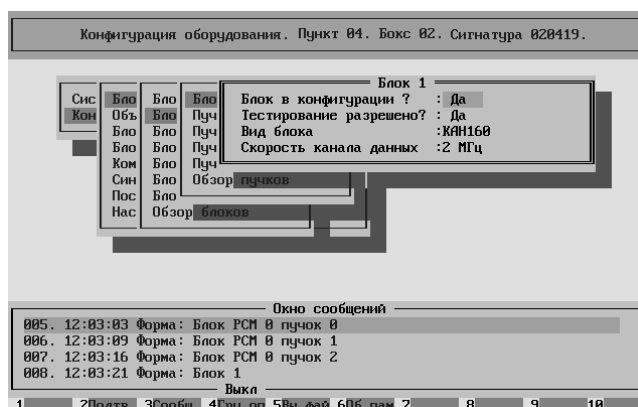 Конфигурация оборудования. Пункт 04. Бокс 02. Сигнатура 020419.
Блок 1
Сис Бло Бло Бло Блок в конфигурации ? : Да
Кон Объ Бло Пуч Тестирование разрешено? : Да
Бло Бло Пуч Вид блока :КАН160
Бло Бло Пуч Скорость канала данных :2 МГц
Ком Бло Пуч
Син Бло Обзор пучков
Пос Бло
Нас Обзор блоков
Окно сообщений
005. 12:03:03 Форма: Блок PCM 0 пучок 0
006. 12:03:09 Форма: Блок PCM 0 пучок 1
007. 12:03:16 Форма: Блок PCM 0 пучок 2
008. 12:03:21 Форма: Блок 1
Выкл
1 2Подтв 3Сообщ 4Гру оп 5Вы фай 6Об пам 7 8 9 10